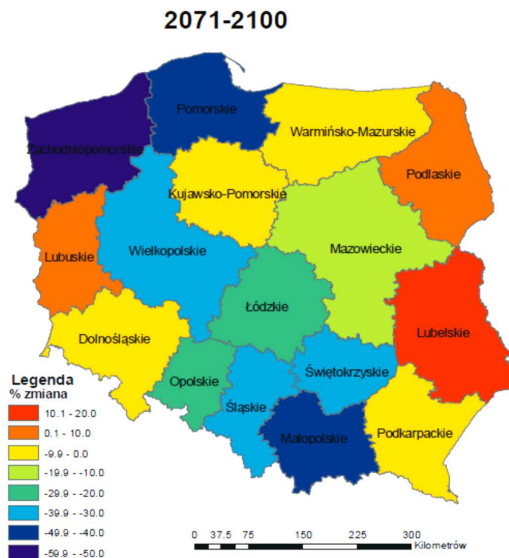 2071-2100
Pomorskie
Warmińsko-Mazurskie
Zachodniopomorskie
Podlaskie
Kujawsko-Pomorskie
Wielkopolskie
Mazowieckie
Lubuskie
Łódzkie
Lubelskie
Dolnośląskie
Świętokrzyskie
Opolskie
Śląskie
Podkarpackie
Małopolskie
Legenda
% zmiana
10.1 - 20.0
0.1 - 10.0
-9.9 - 0.0
-19.9 - -10.0
-29.9 - -20.0
-39.9 - -30.0
-49.9 - -40.0
-59.9 - -50.0
0 37.5 75 150 225 300
Kilometrów